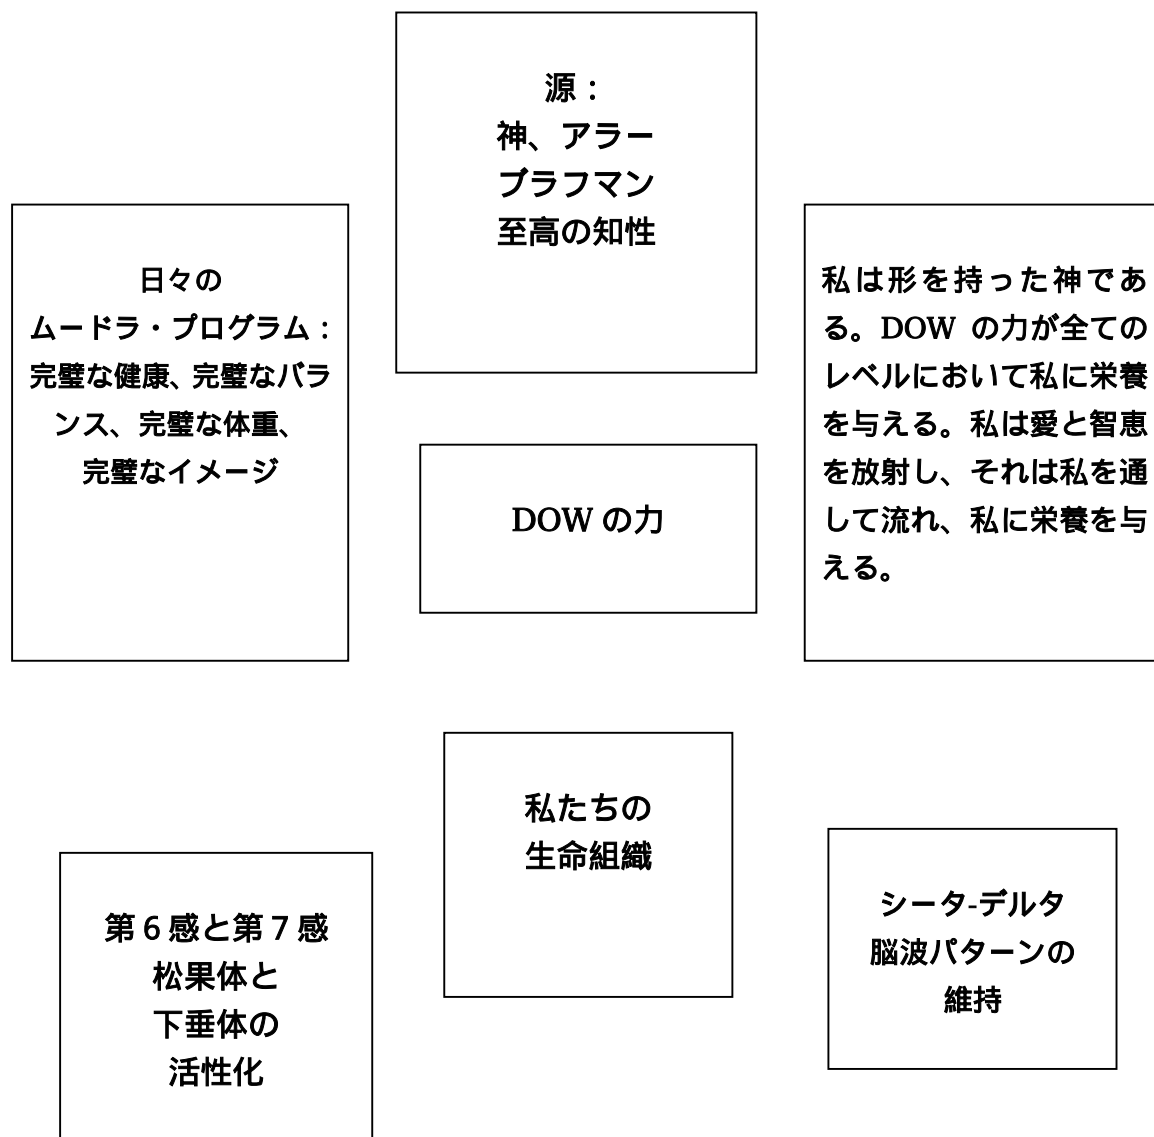 源：
神、アラー
ブラフマン
至高の知性
日々の
ムードラ・プログラム：
完璧な健康、完璧なバラ
ンス、完璧な体重、
完璧なイメージ
私は形を持った神であ
る。DOW の力が全ての
レベルにおいて私に栄養
を与える。私は愛と智恵
を放射し、それは私を通
して流れ、私に栄養を与
える。
DOW の力
私たちの
生命組織
第６感と第７感
松果体と
下垂体の
活性化
シータ-デルタ
脳波パターンの
維持